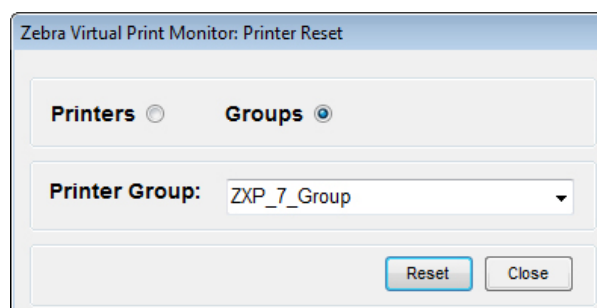 Zebra Virtual Print Monitor: Printer Reset
Printers Groups
Printer Group: ZXP_7_Group
Reset Close